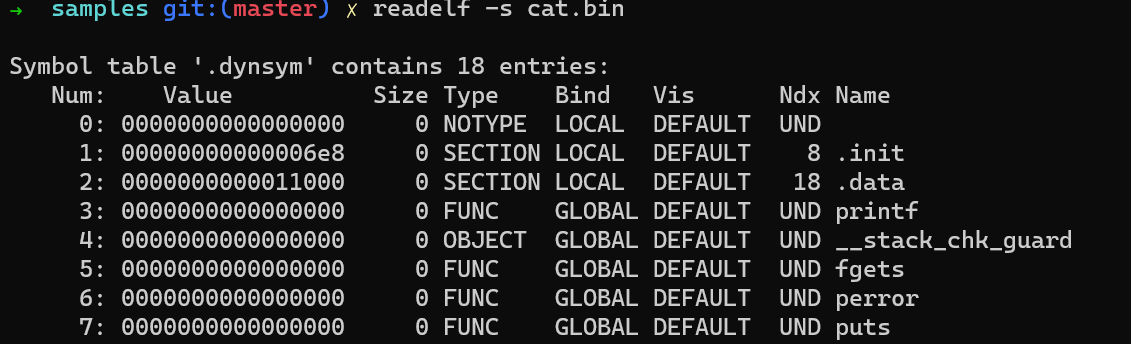 → samples git:(master) ✗ readelf -s cat.bin
Symbol table '.dynsym' contains 18 entries:
Num: Value Size Type Bind Vis Ndx Name
0: 0000000000000000 0 NOTYPE LOCAL DEFAULT UND
1: 00000000000006e8 0 SECTION LOCAL DEFAULT 8 .init
2: 0000000000011000 0 SECTION LOCAL DEFAULT 18 .data
3: 0000000000000000 0 FUNC GLOBAL DEFAULT UND printf
4: 0000000000000000 0 OBJECT GLOBAL DEFAULT UND __stack_chk_guard
5: 0000000000000000 0 FUNC GLOBAL DEFAULT UND fgets
6: 0000000000000000 0 FUNC GLOBAL DEFAULT UND perror
7: 0000000000000000 0 FUNC GLOBAL DEFAULT UND puts